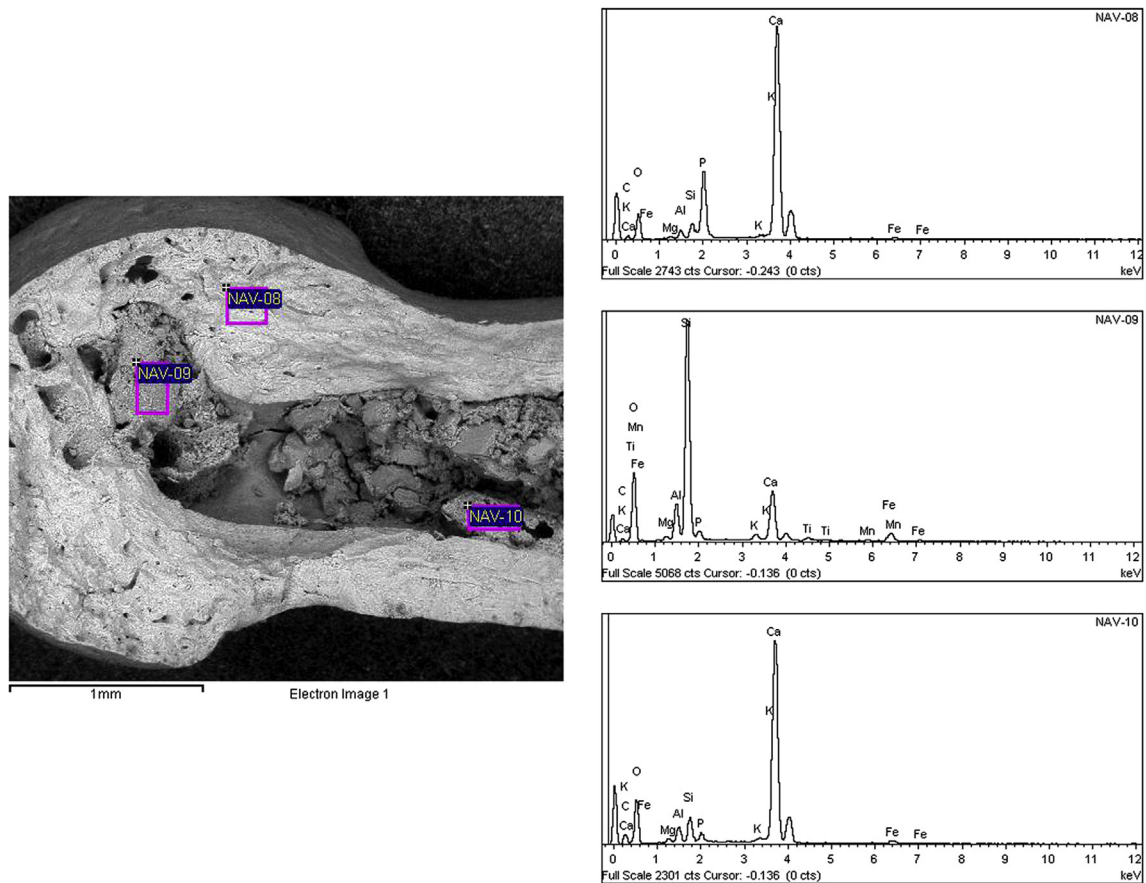 NAV-08
NAV-09
NAV-10
1mm
Electron Image 1
NAV-08
Ca
K
O
P
C
Si
K
Al
Fe
Ca
Mg
K
Fe
Fe
0 1 2 3 4 5 6 7 8 9 10 11 12
Full Scale 2743 cts Cursor: -0.243 (0 cts)
keV
NAV-09
Si
O
Mn
Ti
Fe
Ca
C
Al
Fe
K
K
Ca
Mg
P
K
Ti
Ti
Mn
Mn
Fe
0 1 2 3 4 5 6 7 8 9 10 11 12
Full Scale 5068 cts Cursor: -0.136 (0 cts)
keV
NAV-10
Ca
K
O
K
Si
C
Fe
Al
Ca
Mg
P
K
Fe
Fe
0 1 2 3 4 5 6 7 8 9 10 11 12
Full Scale 2301 cts Cursor: -0.136 (0 cts)
keV